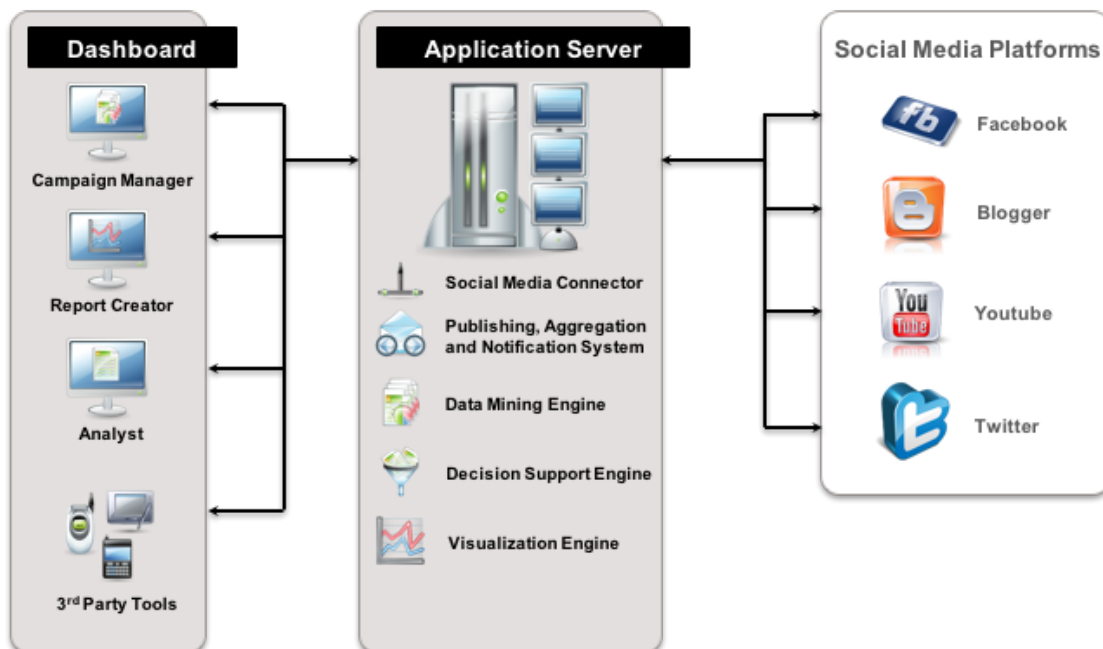 Dashboard
Campaign Manager
Report Creator
Analyst
3rd Party Tools
Application Server
Social Media Connector
Publishing, Aggregation
and Notification System
Data Mining Engine
Decision Support Engine
Visualization Engine
Social Media Platforms
fb
Facebook
Blogger
You
Tube
Youtube
Twitter